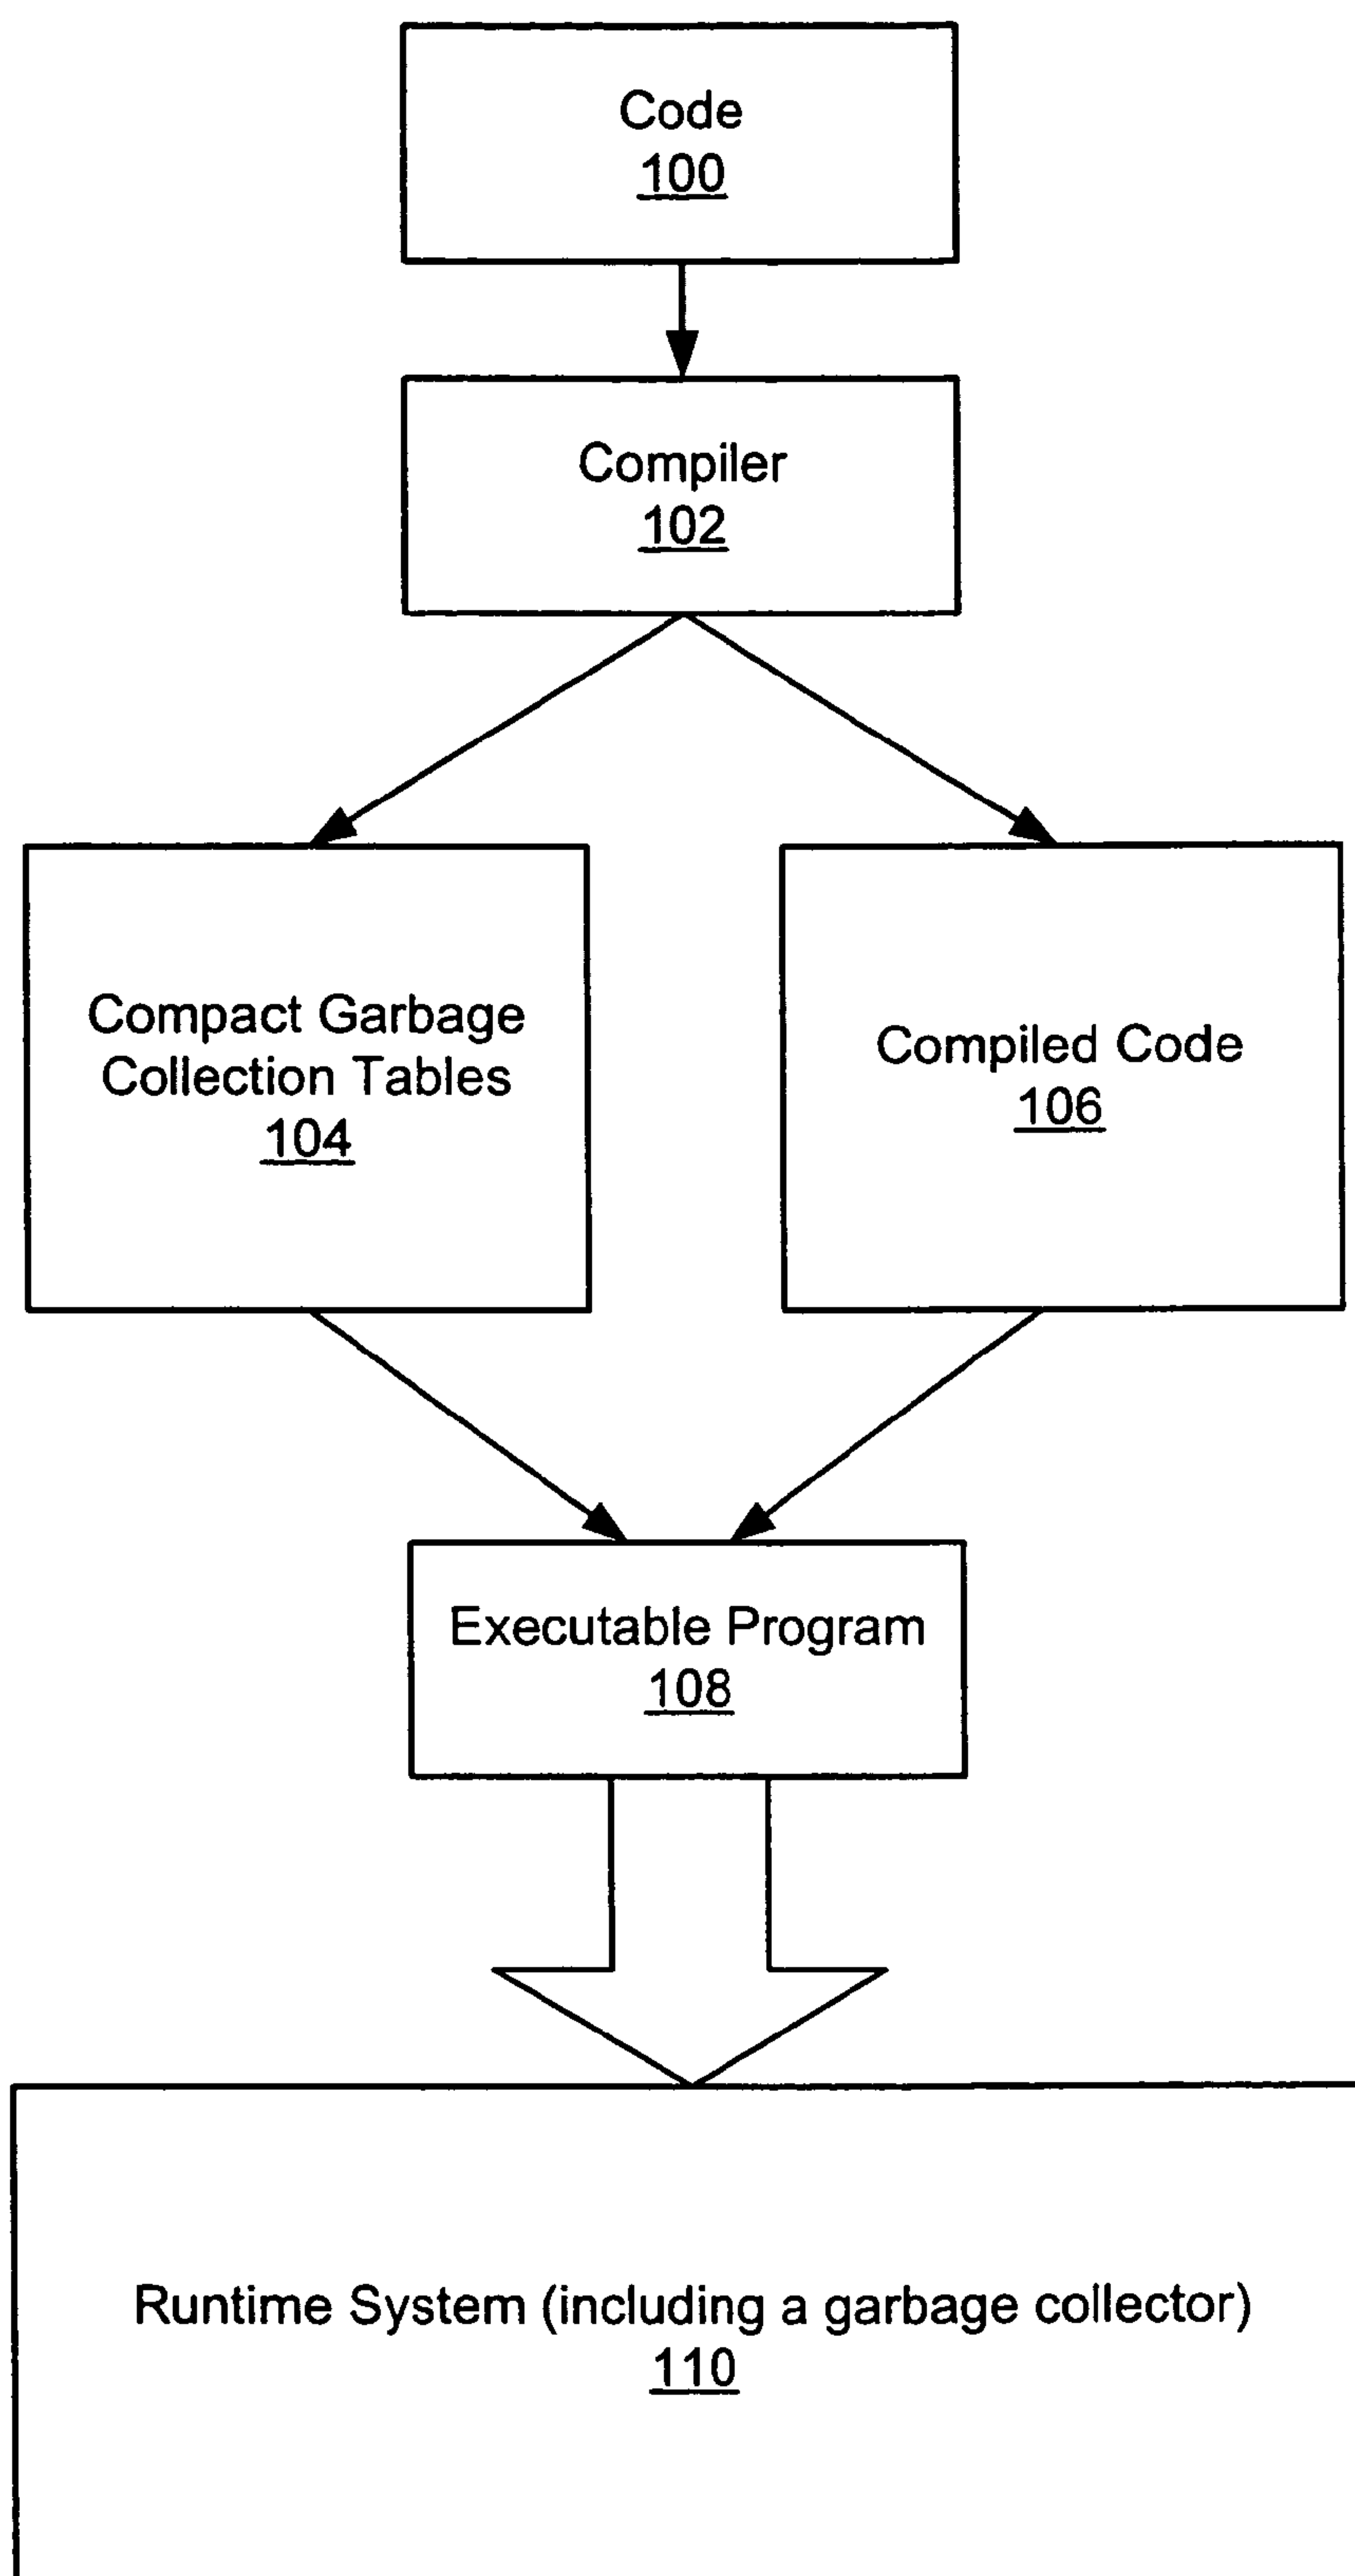 Code
100
Compiler
102
Compact Garbage
Collection Tables
104
Compiled Code
106
Executable Program
108
Runtime System (including a garbage collector)
110